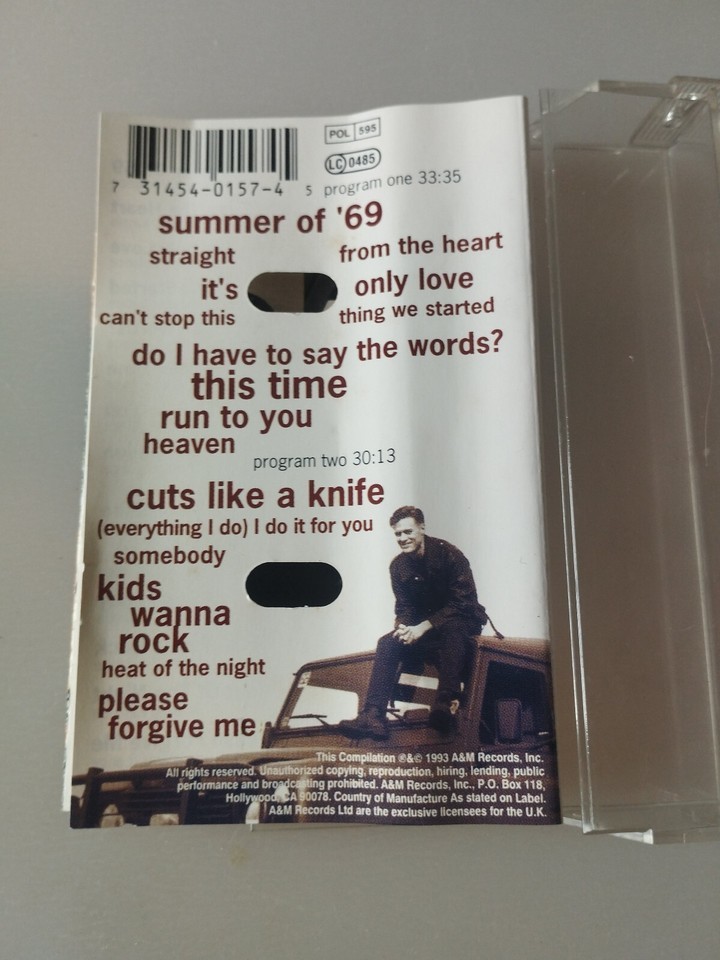 POL 595
LC 0485
7 31454-0157-4 5 program one 33:35
summer of '69
straight from the heart
it's only love
can't stop this thing we started
do I have to say the words?
this time
run to you
heaven
program two 30:13
cuts like a knife
(everything I do) I do it for you
somebody
kids
wanna
rock
heat of the night
please
forgive me
This Compilation ®&© 1993 A&M Records, Inc.
All rights reserved. Unauthorized copying, reproduction, hiring, lending, public
performance and broadcasting prohibited. A&M Records, Inc., P.O. Box 118,
Hollywood, CA 90078. Country of Manufacture As stated on Label.
A&M Records Ltd are the exclusive licensees for the U.K.